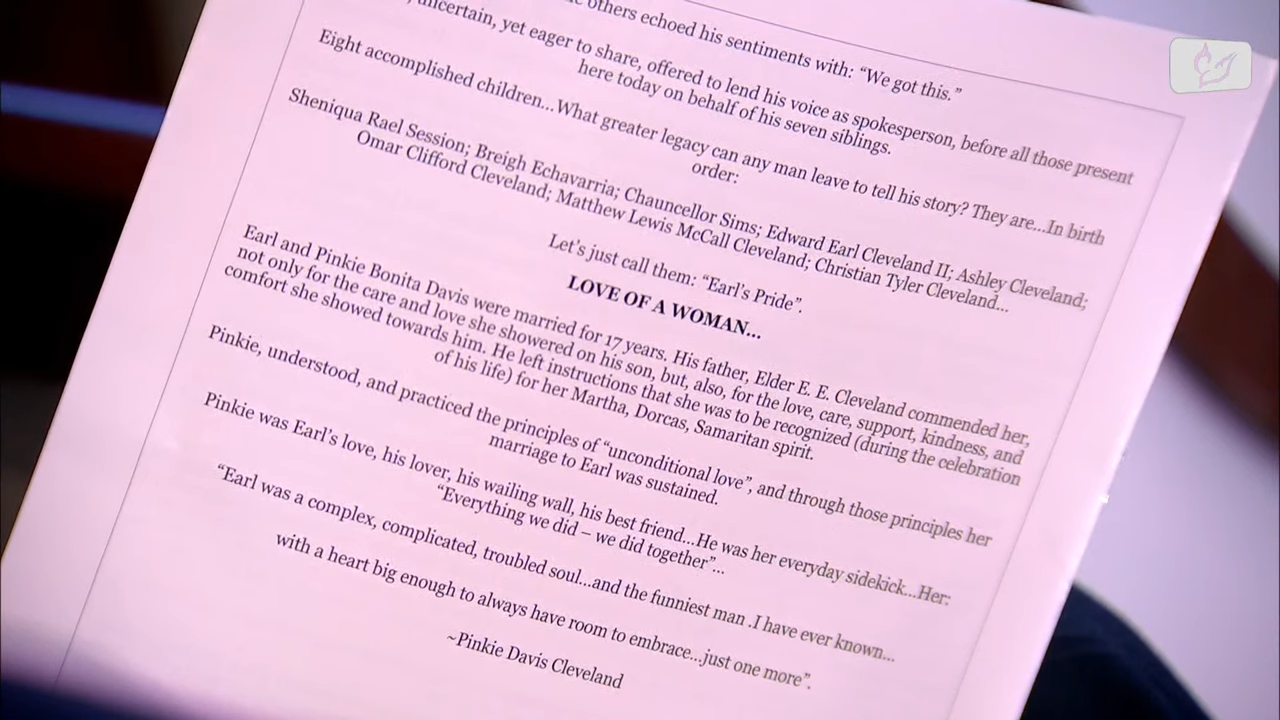 others echoed his sentiments with: “We got this.”
uncertain, yet eager to share, offered to lend his voice as spokesperson, before all those present
here today on behalf of his seven siblings.
Eight accomplished children...What greater legacy can any man leave to tell his story? They are...In birth
order:
Sheniqua Rael Session; Breigh Echavarria; Chauncellor Sims; Edward Earl Cleveland II; Ashley Cleveland;
Omar Clifford Cleveland; Matthew Lewis McCall Cleveland; Christian Tyler Cleveland...
Let’s just call them: “Earl’s Pride”.
LOVE OF A WOMAN...
Earl and Pinkie Bonita Davis were married for 17 years. His father, Elder E. E. Cleveland commended her,
not only for the care and love she showered on his son, but, also, for the love, care, support, kindness, and
comfort she showed towards him. He left instructions that she was to be recognized (during the celebration
of his life) for her Martha, Dorcas, Samaritan spirit.
Pinkie, understood, and practiced the principles of “unconditional love”, and through those principles her
marriage to Earl was sustained.
Pinkie was Earl’s love, his lover, his wailing wall, his best friend...He was her everyday sidekick...Her:
“Everything we did – we did together”...
“Earl was a complex, complicated, troubled soul...and the funniest man .I have ever known...
with a heart big enough to always have room to embrace...just one more”.
~Pinkie Davis Cleveland